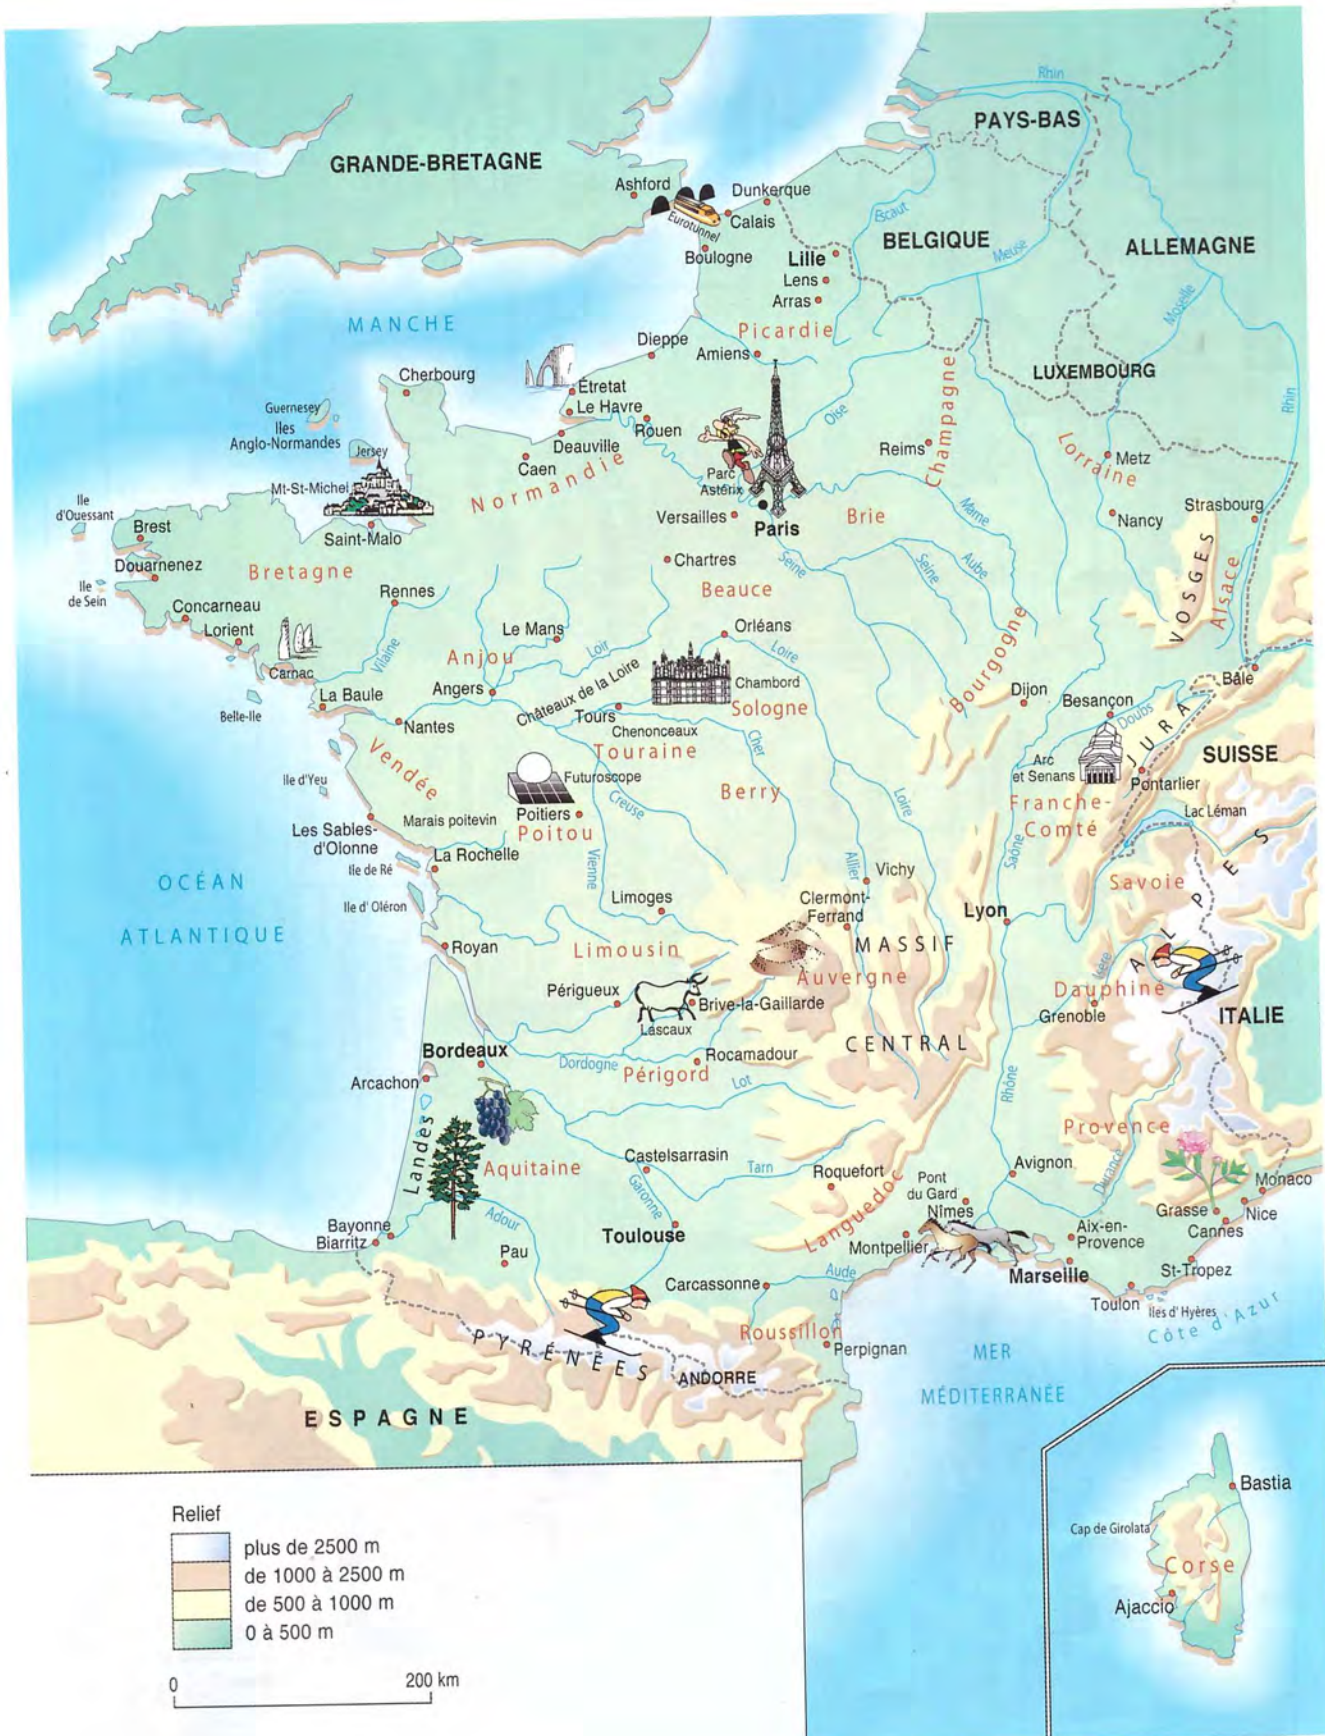 Rhin
PAYS-BAS
GRANDE-BRETAGNE
Ashford
Dunkerque
Eurotunnel
Calais
Escaut
BELGIQUE
ALLEMAGNE
Boulogne
Lille
Meuse
Lens
Arras
Moselle
MANCHE
Picardie
Dieppe
Amiens
LUXEMBOURG
Cherbourg
Étretat
Le Havre
Oise
Champagne
Rhin
Guernesey
Iles
Anglo-Normandes
Jersey
Rouen
Deauville
Caen
Reims
Lorraine
Metz
Parc
Astérix
Normandie
Mt-St-Michel
Ile
d'Ouessant
Brest
Saint-Malo
Versailles
Paris
Brie
Marne
Nancy
Strasbourg
Douarnenez
Bretagne
Chartres
Seine
Seine
Aube
VOSGES
Alsace
Ile
de Sein
Beauce
Rennes
Concarneau
Lorient
Le Mans
Orléans
Vilaine
Anjou
Loir
Loire
Bourgogne
Carnac
Châteaux de la Loire
Chambord
Bâle
La Baule
Angers
Dijon
Besançon
Doubs
Belle-Ile
Nantes
Tours
Sologne
Chenonceaux
JURA
Vendée
Touraine
Cher
Arc
et Senans
SUISSE
Ile d'Yeu
Futuroscope
Berry
Pontarlier
Creuse
Loire
Franche-
Comté
Les Sables-
d'Olonne
Marais poitevin
Poitiers
Poitou
Lac Léman
La Rochelle
Vienne
Allier
Saône
Ile de Ré
Vichy
Savoie
ALPES
OCÉAN
ATLANTIQUE
Ile d' Oléron
Limoges
Clermont-
Ferrand
Lyon
Royan
Limousin
MASSIF
Auvergne
Isère
Dauphiné
Périgueux
Brive-la-Gaillarde
Grenoble
ITALIE
Lascaux
CENTRAL
Bordeaux
Dordogne
Rocamadour
Périgord
Arcachon
Lot
Rhône
Landes
Provence
Aquitaine
Castelsarrasin
Tarn
Roquefort
Avignon
Durance
Garonne
Languedoc
Pont
du Gard
Nîmes
Monaco
Grasse
Nice
Cannes
Adour
Bayonne
Biarritz
Toulouse
Montpellier
Aix-en-
Provence
Pau
Marseille
St-Tropez
Carcassonne
Aude
Toulon
Iles d'Hyères
Côte d'Azur
PYRÉNÉES
Roussillon
Perpignan
ANDORRE
MER
MÉDITERRANÉE
ESPAGNE
Bastia
Cap de Girolata
Corse
Ajaccio
Relief
plus de 2500 m
de 1000 à 2500 m
de 500 à 1000 m
0 à 500 m
0
200 km